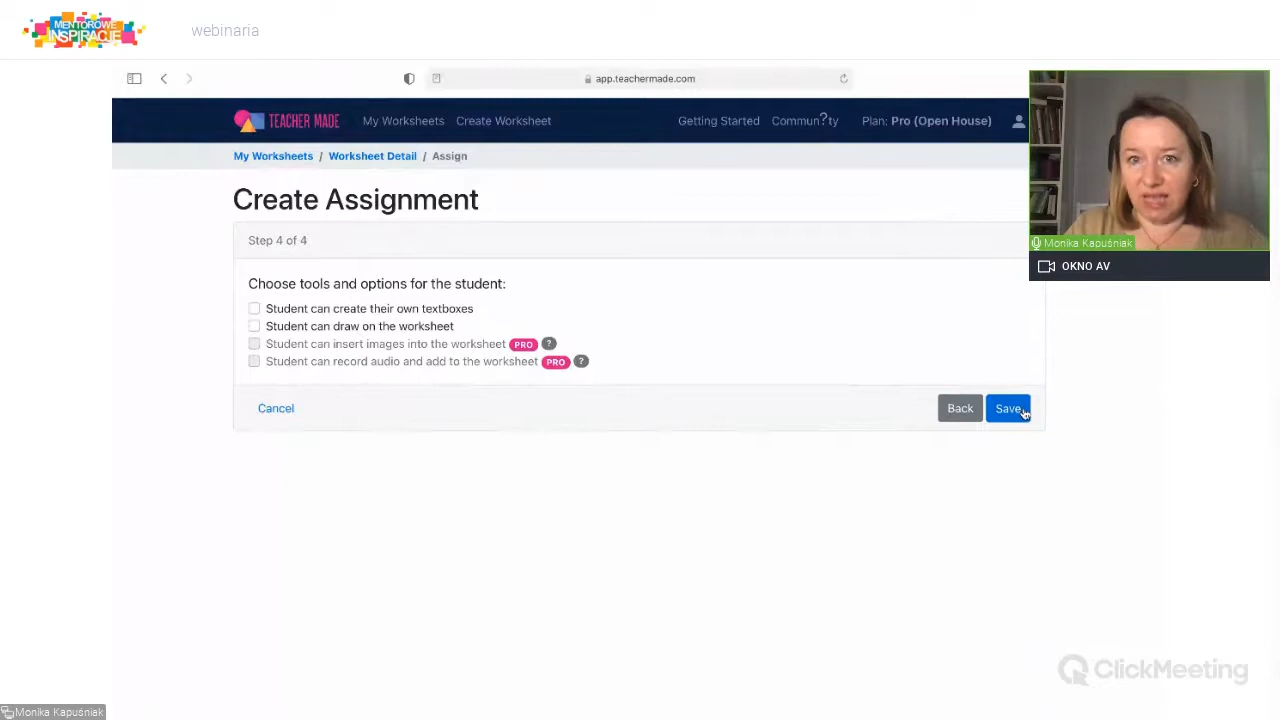 MENTOROWE
INSPIRACJE
webinaria
app.teachermade.com
TEACHER MADE
My Worksheets
Create Worksheet
Getting Started
Commun?ty
Plan: Pro (Open House)
My Worksheets / Worksheet Detail / Assign
Create Assignment
Step 4 of 4
Choose tools and options for the student:
Student can create their own textboxes
Student can draw on the worksheet
Student can insert images into the worksheet PRO ?
Student can record audio and add to the worksheet PRO ?
Cancel
Back
Save
Monika Kapuśniak
OKNO AV
ClickMeeting
Monika Kapuśniak